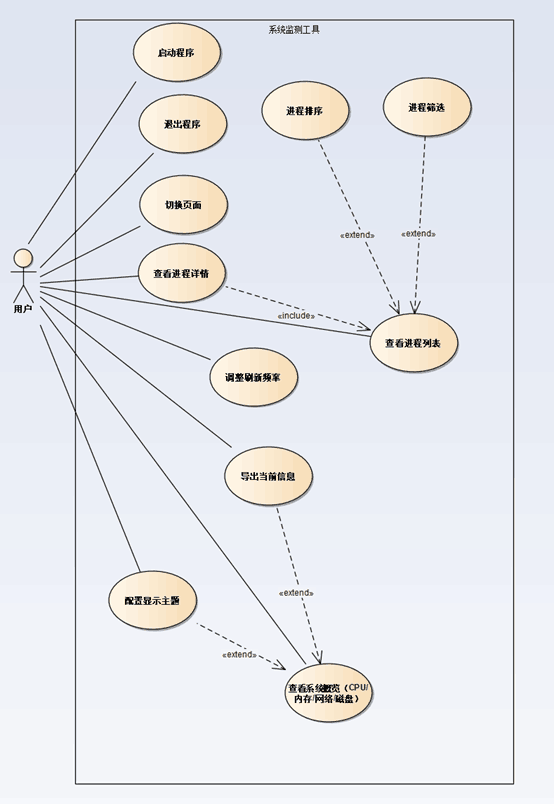 系统监测工具
启动程序
退出程序
进程排序
进程筛选
切换页面
«extend»
«extend»
查看进程详情
用户
«include»
查看进程列表
调整刷新频率
导出当前信息
«extend»
配置显示主题
«extend»
查看系统概览（CPU/
内存/网络/磁盘）